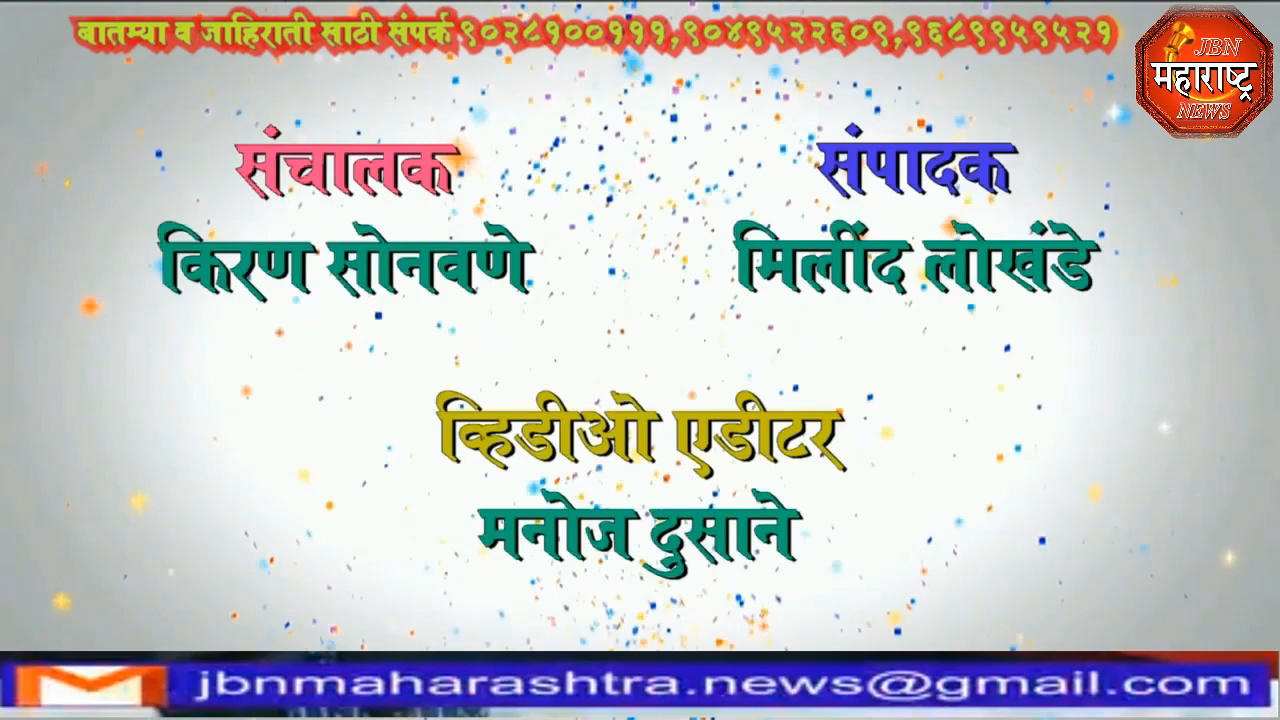 बातम्या व जाहिराती साठी संपर्क ९०२८१००१११,९०४९५२२६०९,९६८९९५९५२१
JBN
महाराष्ट्र
NEWS
संचालक
किरण सोनवणे
संपादक
मिलींद लोखंडे
व्हिडीओ एडीटर
मनोज दुसाने
jbnmaharashtra.news@gmail.com